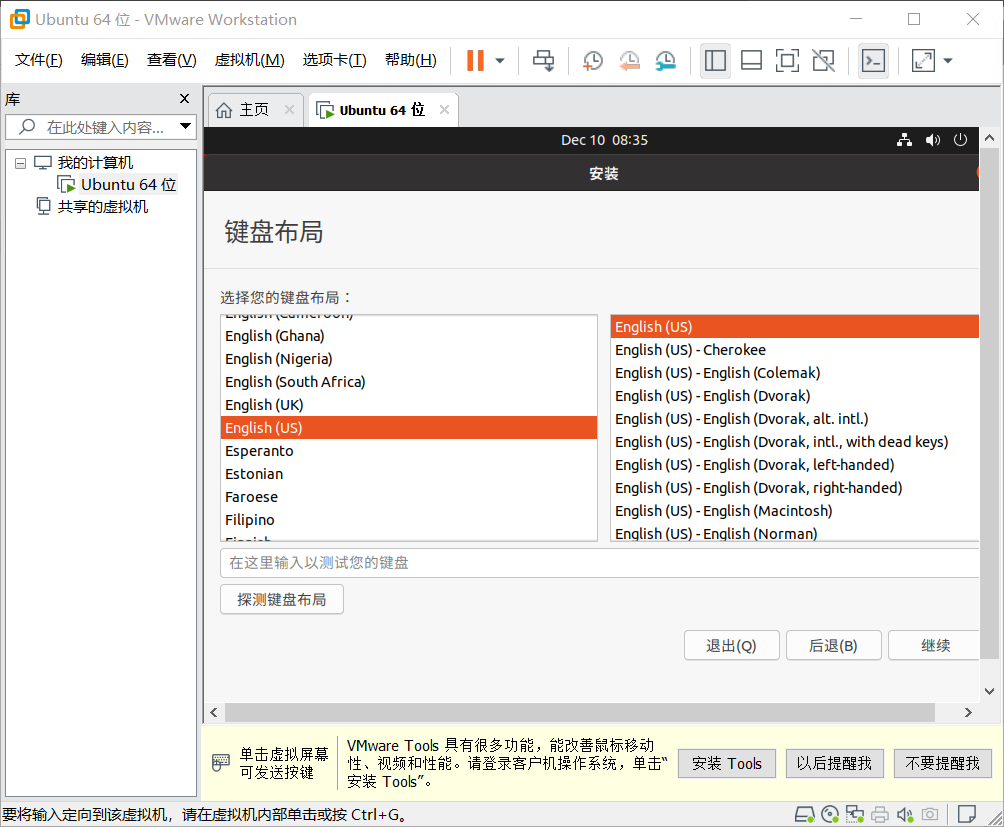 Ubuntu 64 位 - VMware Workstation
文件(F) 编辑(E) 查看(V) 虚拟机(M) 选项卡(T) 帮助(H)
库
在此处键入内容...
我的计算机
Ubuntu 64 位
共享的虚拟机
主页 Ubuntu 64 位
Dec 10 08:35
安装
键盘布局
选择您的键盘布局：
English (Cameroon)
English (Ghana)
English (Nigeria)
English (South Africa)
English (UK)
English (US)
Esperanto
Estonian
Faroese
Filipino
Finnish
English (US)
English (US) - Cherokee
English (US) - English (Colemak)
English (US) - English (Dvorak)
English (US) - English (Dvorak, alt. intl.)
English (US) - English (Dvorak, intl., with dead keys)
English (US) - English (Dvorak, left-handed)
English (US) - English (Dvorak, right-handed)
English (US) - English (Macintosh)
English (US) - English (Norman)
在这里输入以测试您的键盘
探测键盘布局
退出(Q) 后退(B) 继续
单击虚拟屏幕
可发送按键
VMware Tools 具有很多功能，能改善鼠标移动
性、视频和性能。请登录客户机操作系统，单击“
安装 Tools”。
安装 Tools 以后提醒我 不要提醒我
要将输入定向到该虚拟机，请在虚拟机内部单击或按 Ctrl+G。